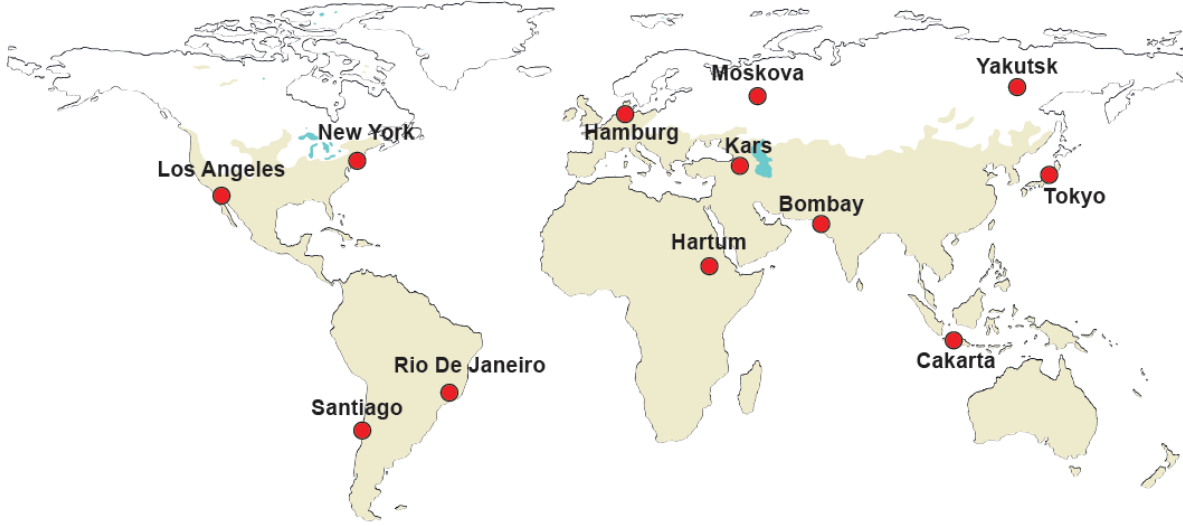 Moskova
Yakutsk
New York
Hamburg
Kars
Los Angeles
Bombay
Tokyo
Hartum
Cakarta
Rio De Janeiro
Santiago